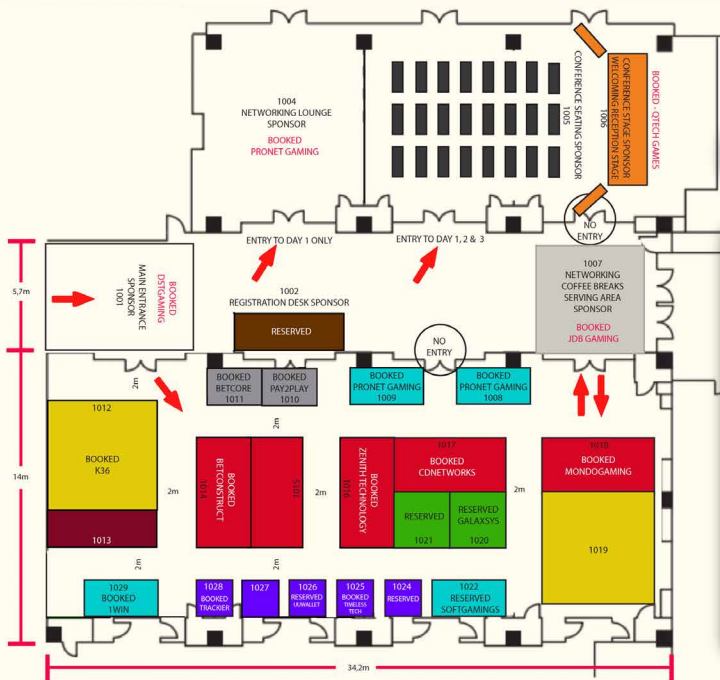 1004
NETWORKING LOUNGE
SPONSOR
BOOKED
PRONET GAMING
CONFERENCE SEATING SPONSOR
1005
CONFERENCE STAGE SPONSOR
WELCOMING RECEPTION STAGE
1006
BOOKED - QTECH GAMES
NO
ENTRY
ENTRY TO DAY 1 ONLY
ENTRY TO DAY 1, 2 & 3
5,7m
BOOKED
DSTGAMING
MAIN ENTRANCE
SPONSOR
1001
1002
REGISTRATION DESK SPONSOR
RESERVED
NO
ENTRY
1007
NETWORKING
COFFEE BREAKS
SERVING AREA
SPONSOR
BOOKED
JDB GAMING
14m
2m
BOOKED
BETCORE
1011
BOOKED
PAY2PLAY
1010
BOOKED
PRONET GAMING
1009
BOOKED
PRONET GAMING
1008
2m
1012
BOOKED
K36
1013
2m
BOOKED
BETCONSTRUCT
1014
1015
2m
BOOKED
ZENITH TECHNOLOGY
1016
1017
BOOKED
CDNETWORKS
RESERVED
1021
RESERVED
GALAXSYS
1020
2m
1018
BOOKED
MONDOGAMING
1019
2m
2m
1029
BOOKED
1WIN
1028
BOOKED
TRACKIER
1027
1026
RESERVED
UUWALLET
1025
BOOKED
TIMELESS
TECH
1024
RESERVED
1022
RESERVED
SOFTGAMINGS
34,2m